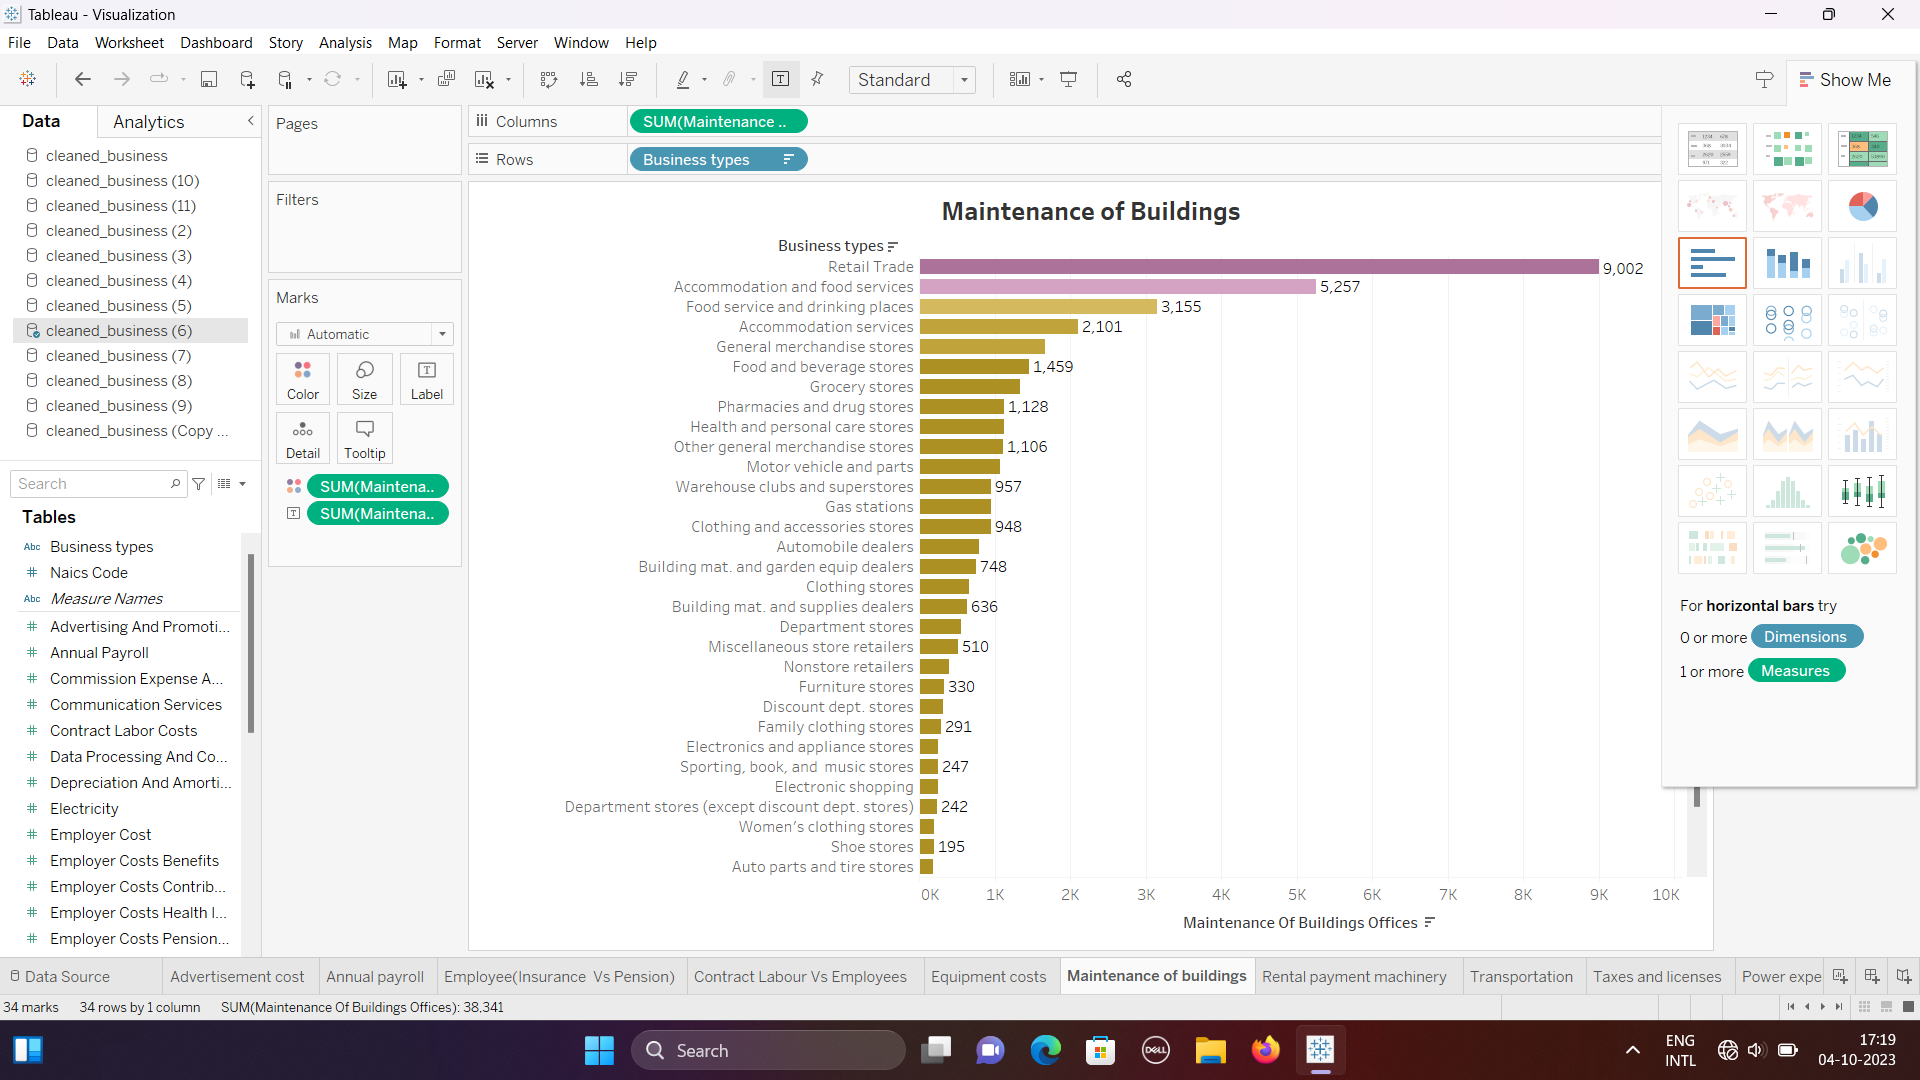 Tableau - Visualization
File Data Worksheet Dashboard Story Analysis Map Format Server Window Help
Standard
Show Me
Data Analytics
cleaned_business
cleaned_business (10)
cleaned_business (11)
cleaned_business (2)
cleaned_business (3)
cleaned_business (4)
cleaned_business (5)
cleaned_business (6)
cleaned_business (7)
cleaned_business (8)
cleaned_business (9)
cleaned_business (Copy ...
Search
Tables
Abc Business types
# Naics Code
Abc Measure Names
# Advertising And Promoti...
# Annual Payroll
# Commission Expense A...
# Communication Services
# Contract Labor Costs
# Data Processing And Co...
# Depreciation And Amorti...
# Electricity
# Employer Cost
# Employer Costs Benefits
# Employer Costs Contrib...
# Employer Costs Health I...
# Employer Costs Pension...
Pages
Filters
Marks
Automatic
Color Size Label
Detail Tooltip
SUM(Maintena..
SUM(Maintena..
Columns SUM(Maintenance ..
Rows Business types
Maintenance of Buildings
Business types
Retail Trade 9,002
Accommodation and food services 5,257
Food service and drinking places 3,155
Accommodation services 2,101
General merchandise stores
Food and beverage stores 1,459
Grocery stores
Pharmacies and drug stores 1,128
Health and personal care stores
Other general merchandise stores 1,106
Motor vehicle and parts
Warehouse clubs and superstores 957
Gas stations
Clothing and accessories stores 948
Automobile dealers
Building mat. and garden equip dealers 748
Clothing stores
Building mat. and supplies dealers 636
Department stores
Miscellaneous store retailers 510
Nonstore retailers
Furniture stores 330
Discount dept. stores
Family clothing stores 291
Electronics and appliance stores
Sporting, book, and music stores 247
Electronic shopping
Department stores (except discount dept. stores) 242
Women's clothing stores
Shoe stores 195
Auto parts and tire stores
0K 1K 2K 3K 4K 5K 6K 7K 8K 9K 10K
Maintenance Of Buildings Offices
For horizontal bars try
0 or more Dimensions
1 or more Measures
Data Source Advertisement cost Annual payroll Employee(Insurance Vs Pension) Contract Labour Vs Employees Equipment costs Maintenance of buildings Rental payment machinery Transportation Taxes and licenses Power expe
34 marks 34 rows by 1 column SUM(Maintenance Of Buildings Offices): 38,341
Search
DELL
ENG
INTL
17:19
04-10-2023